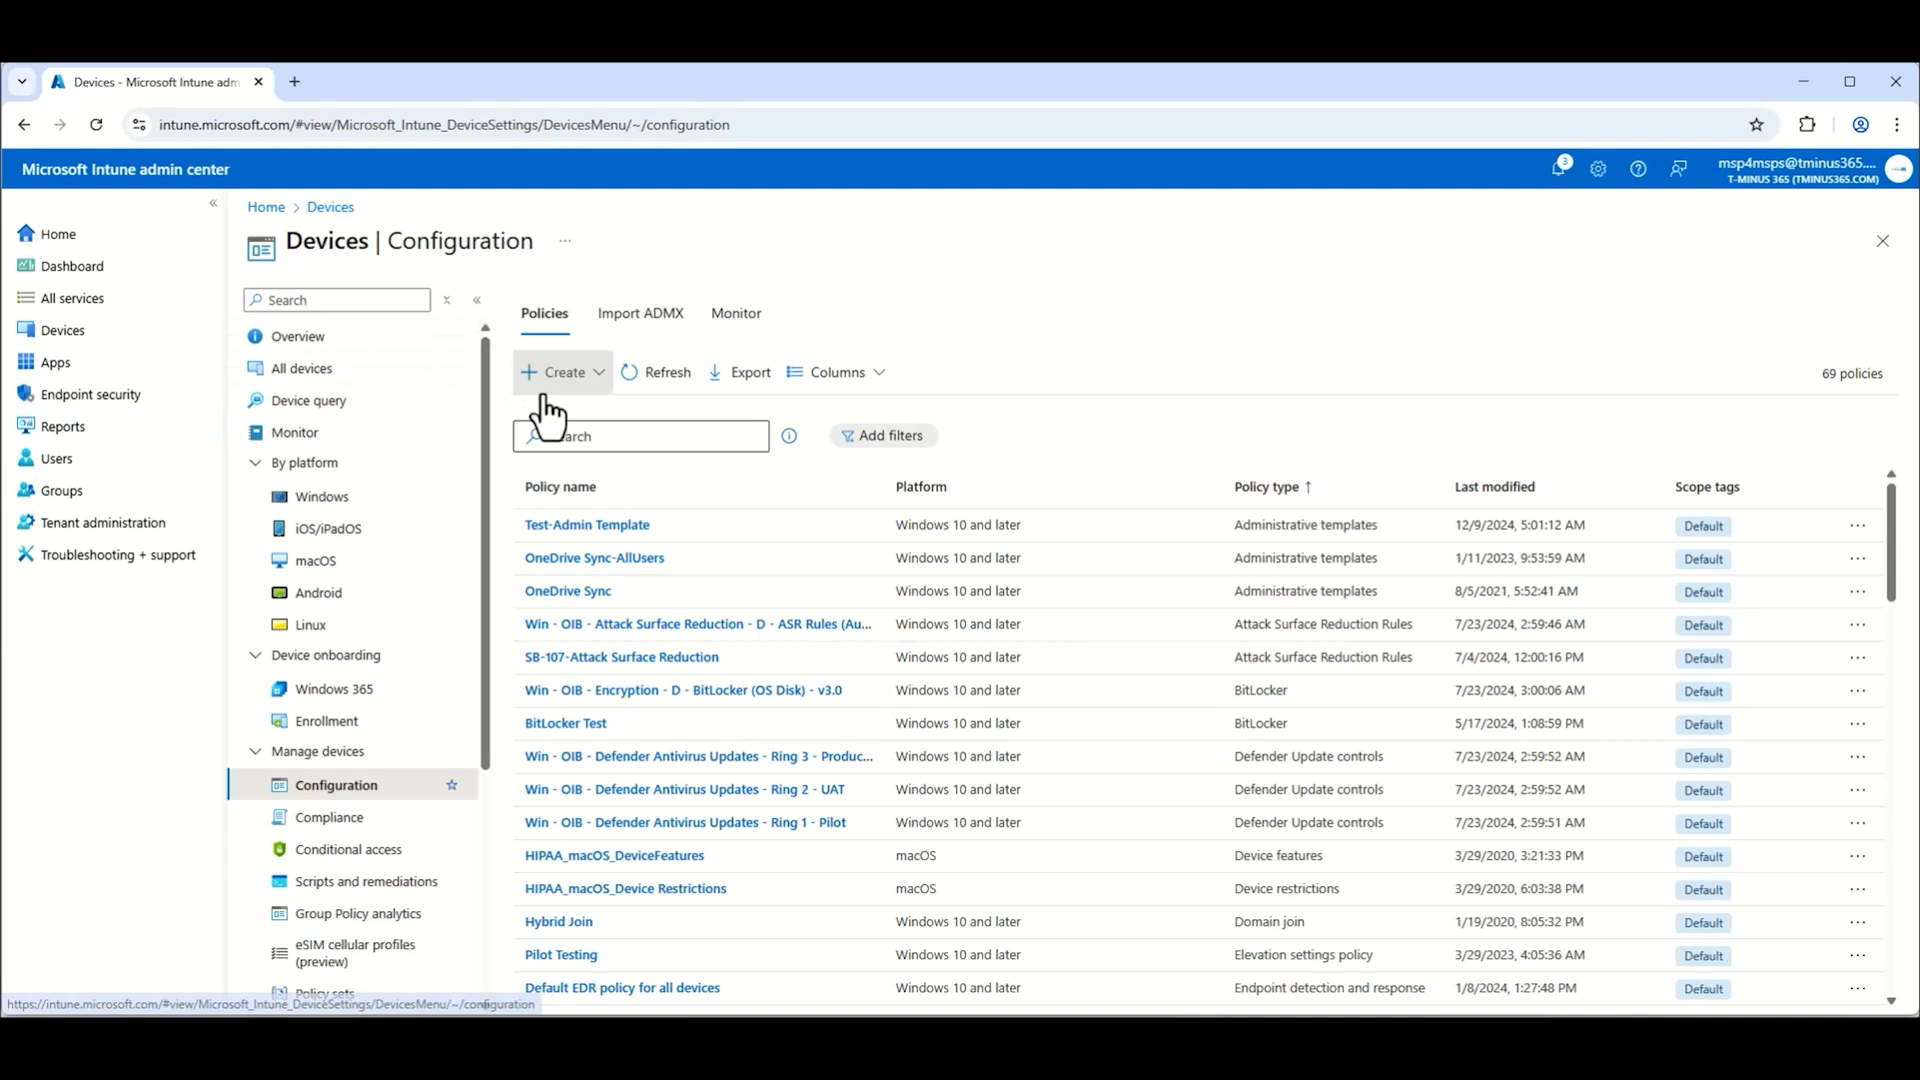 Devices - Microsoft Intune adm
intune.microsoft.com/#view/Microsoft_Intune_DeviceSettings/DevicesMenu/~/configuration
Microsoft Intune admin center
3
msp4msps@tminus365....
T-MINUS 365 (TMINUS365.COM)
Home
Dashboard
All services
Devices
Apps
Endpoint security
Reports
Users
Groups
Tenant administration
Troubleshooting + support
Home > Devices
Devices | Configuration
Search
Overview
All devices
Device query
Monitor
By platform
Windows
iOS/iPadOS
macOS
Android
Linux
Device onboarding
Windows 365
Enrollment
Manage devices
Configuration
Compliance
Conditional access
Scripts and remediations
Group Policy analytics
eSIM cellular profiles
(preview)
Policy sets
https://intune.microsoft.com/#view/Microsoft_Intune_DeviceSettings/DevicesMenu/~/configuration
Policies Import ADMX Monitor
Create Refresh Export Columns 69 policies
Add filters
Policy name Platform Policy type ↑ Last modified Scope tags
Test-Admin Template Windows 10 and later Administrative templates 12/9/2024, 5:01:12 AM Default ...
OneDrive Sync-AllUsers Windows 10 and later Administrative templates 1/11/2023, 9:53:59 AM Default ...
OneDrive Sync Windows 10 and later Administrative templates 8/5/2021, 5:52:41 AM Default ...
Win - OIB - Attack Surface Reduction - D - ASR Rules (Au... Windows 10 and later Attack Surface Reduction Rules 7/23/2024, 2:59:46 AM Default ...
SB-107-Attack Surface Reduction Windows 10 and later Attack Surface Reduction Rules 7/4/2024, 12:00:16 PM Default ...
Win - OIB - Encryption - D - BitLocker (OS Disk) - v3.0 Windows 10 and later BitLocker 7/23/2024, 3:00:06 AM Default ...
BitLocker Test Windows 10 and later BitLocker 5/17/2024, 1:08:59 PM Default ...
Win - OIB - Defender Antivirus Updates - Ring 3 - Produc... Windows 10 and later Defender Update controls 7/23/2024, 2:59:52 AM Default ...
Win - OIB - Defender Antivirus Updates - Ring 2 - UAT Windows 10 and later Defender Update controls 7/23/2024, 2:59:52 AM Default ...
Win - OIB - Defender Antivirus Updates - Ring 1 - Pilot Windows 10 and later Defender Update controls 7/23/2024, 2:59:51 AM Default ...
HIPAA_macOS_DeviceFeatures macOS Device features 3/29/2020, 3:21:33 PM Default ...
HIPAA_macOS_Device Restrictions macOS Device restrictions 3/29/2020, 6:03:38 PM Default ...
Hybrid Join Windows 10 and later Domain join 1/19/2020, 8:05:32 PM Default ...
Pilot Testing Windows 10 and later Elevation settings policy 3/29/2023, 4:05:36 AM Default ...
Default EDR policy for all devices Windows 10 and later Endpoint detection and response 1/8/2024, 1:27:48 PM Default ...